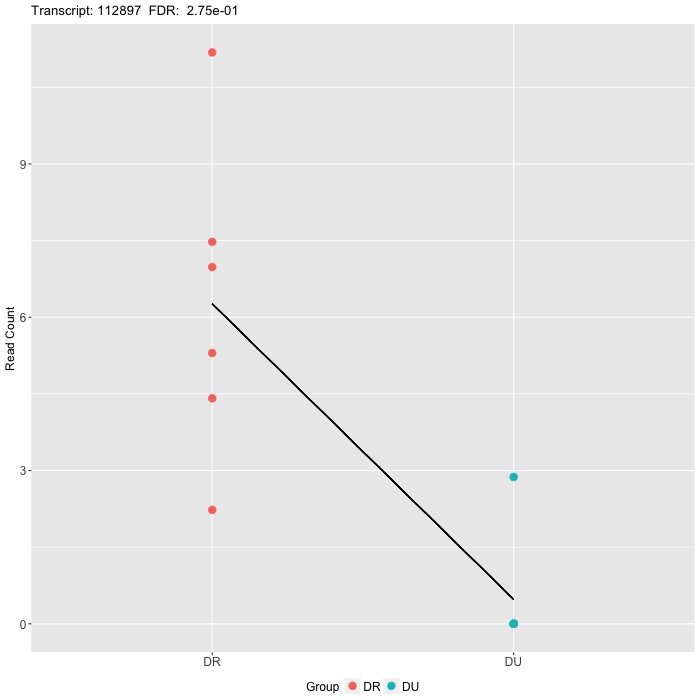 Transcript: 112897  FDR:  2.75e-01
Read Count
9
6
3
0
DR DU
Group DR DU